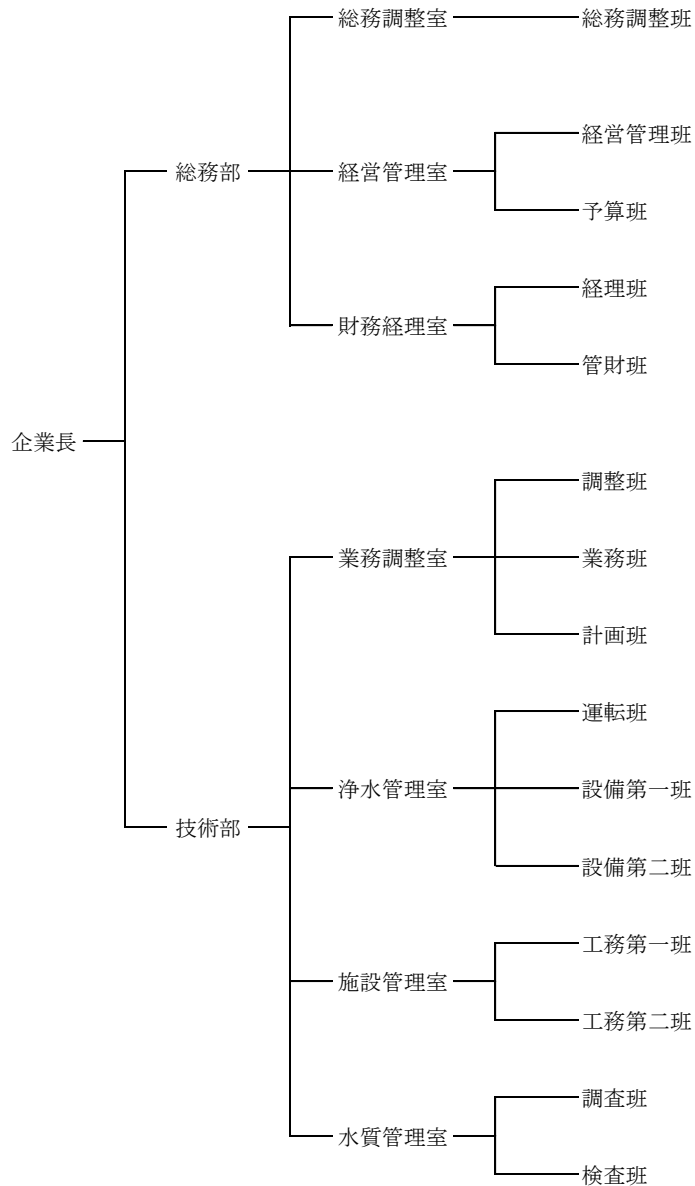 総務調整室
総務調整班
経営管理班
総務部
経営管理室
予算班
経理班
財務経理室
管財班
企業長
調整班
業務調整室
業務班
計画班
運転班
浄水管理室
設備第一班
技術部
設備第二班
工務第一班
施設管理室
工務第二班
調査班
水質管理室
検査班